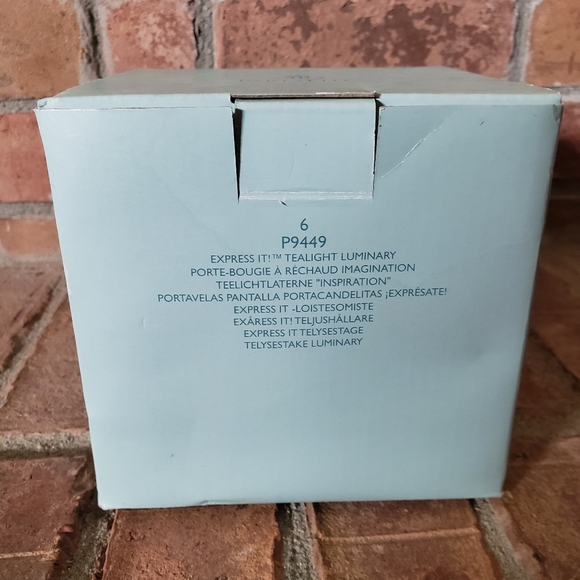 6
P9449
EXPRESS IT!™ TEALIGHT LUMINARY
PORTE-BOUGIE À RÉCHAUD IMAGINATION
TEELICHTLATERNE "INSPIRATION"
PORTAVELAS PANTALLA PORTACANDELITAS ¡EXPRÉSATE!
EXPRESS IT -LOISTESOMISTE
EXÅRESS IT! TELJUSHÅLLARE
EXPRESS IT TELYSESTAGE
TELYSESTAKE LUMINARY